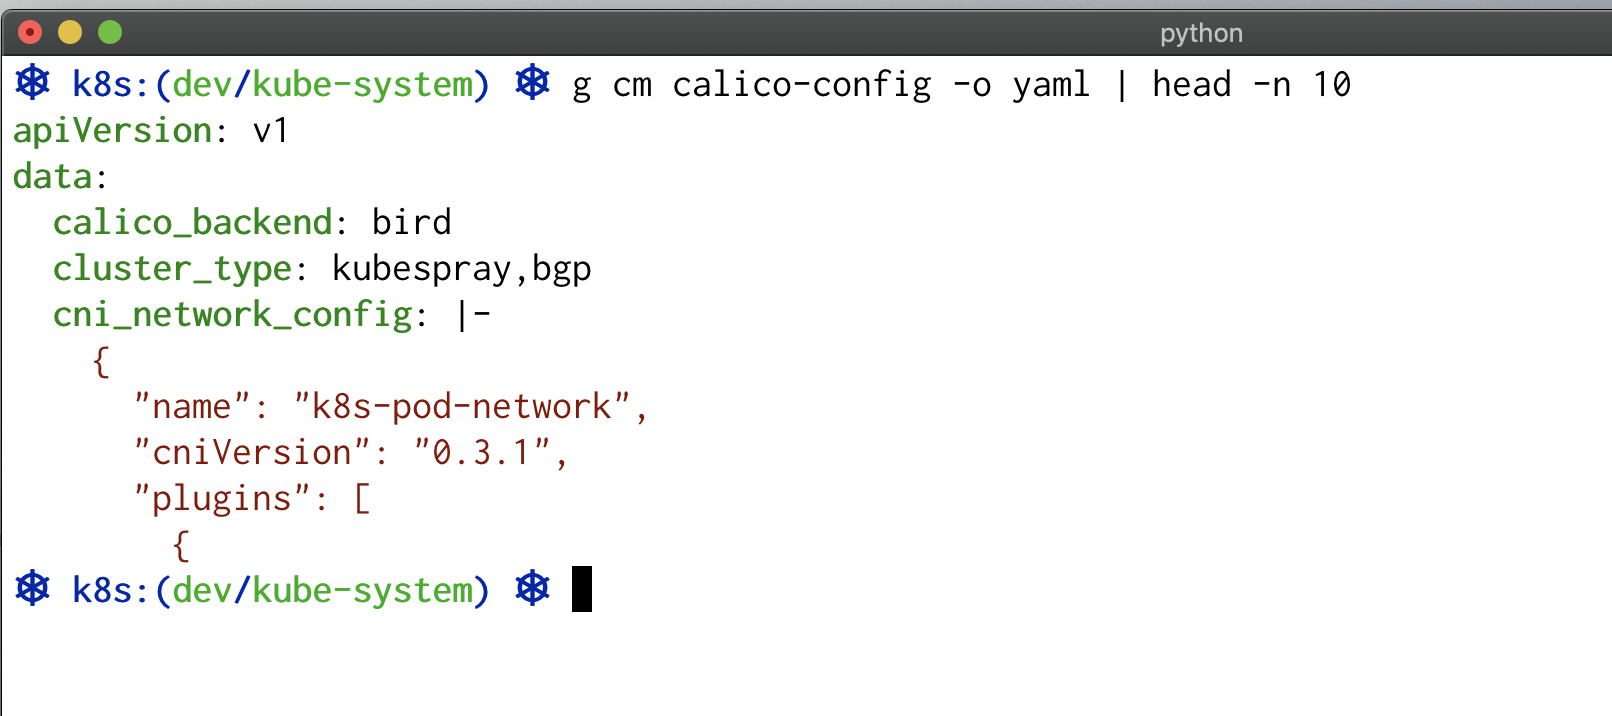 python
⎈ k8s:(dev/kube-system) ⎈ g cm calico-config -o yaml | head -n 10
apiVersion: v1
data:
  calico_backend: bird
  cluster_type: kubespray,bgp
  cni_network_config: |-
    {
      "name": "k8s-pod-network",
      "cniVersion": "0.3.1",
      "plugins": [
        {
⎈ k8s:(dev/kube-system) ⎈